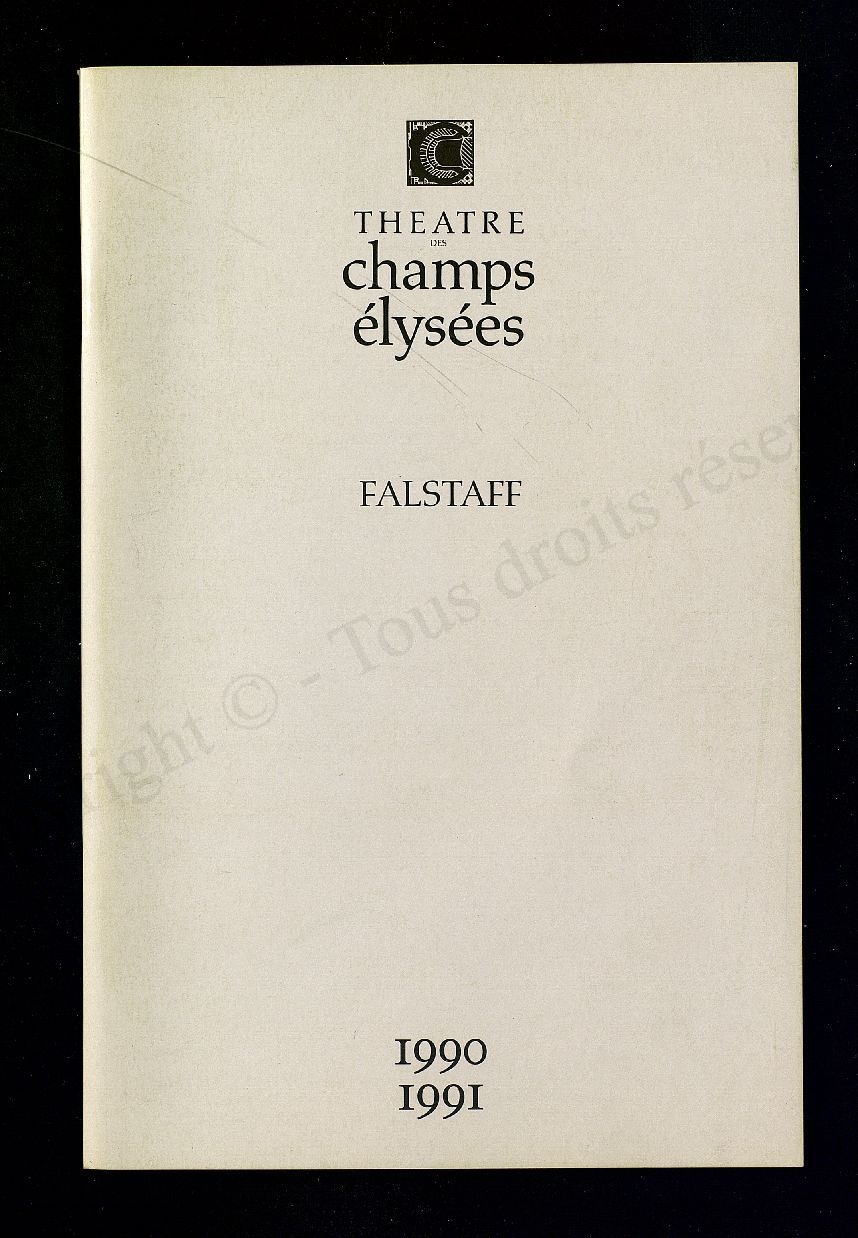 THEATRE
DES
champs
élysées
FALSTAFF
right © - Tous droits réser
1990
1991